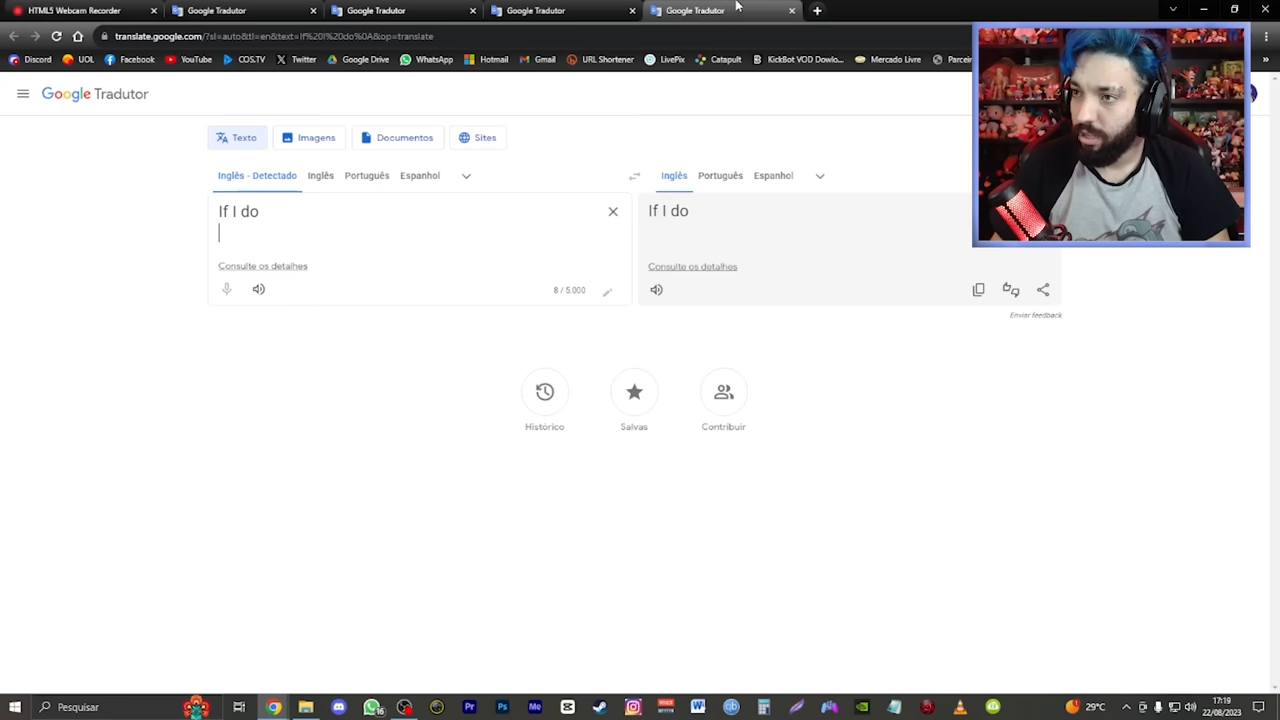 HTML5 Webcam Recorder
Google Tradutor
Google Tradutor
Google Tradutor
Google Tradutor
translate.google.com/?sl=auto&tl=en&text=If%20I%20do%0A&op=translate
Discord
UOL
Facebook
YouTube
COS.TV
Twitter
Google Drive
WhatsApp
Hotmail
Gmail
URL Shortener
LivePix
Catapult
KickBot VOD Dowlo...
Mercado Livre
Parcein
»
Google Tradutor
Texto
Imagens
Documentos
Sites
Inglês - Detectado
Inglês
Português
Espanhol
Inglês
Português
Espanhol
If I do
If I do
Consulte os detalhes
Consulte os detalhes
8 / 5.000
Enviar feedback
Histórico
Salvas
Contribuir
Pesquisar
16
29°C
17:19
22/08/2023